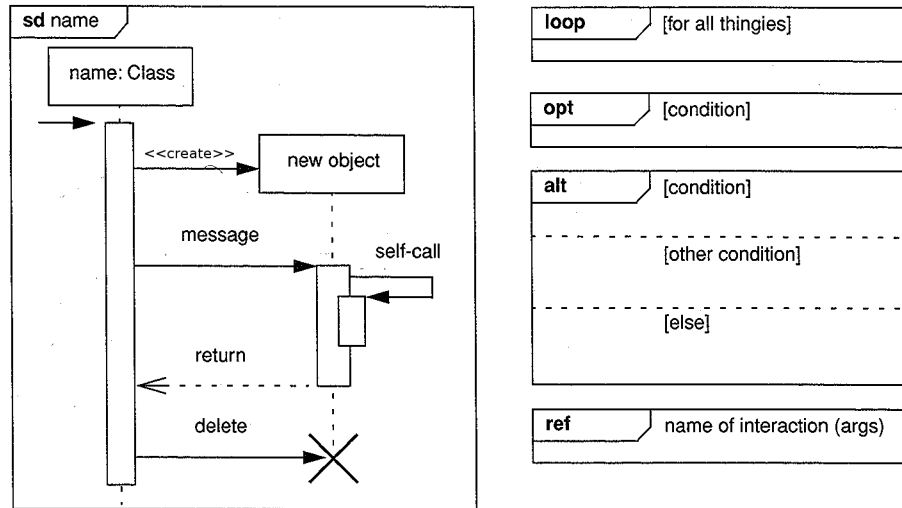 sd name
name: Class
<<create>>
new object
message
self-call
return
delete
loop [for all thingies]
opt [condition]
alt [condition]
[other condition]
[else]
ref name of interaction (args)